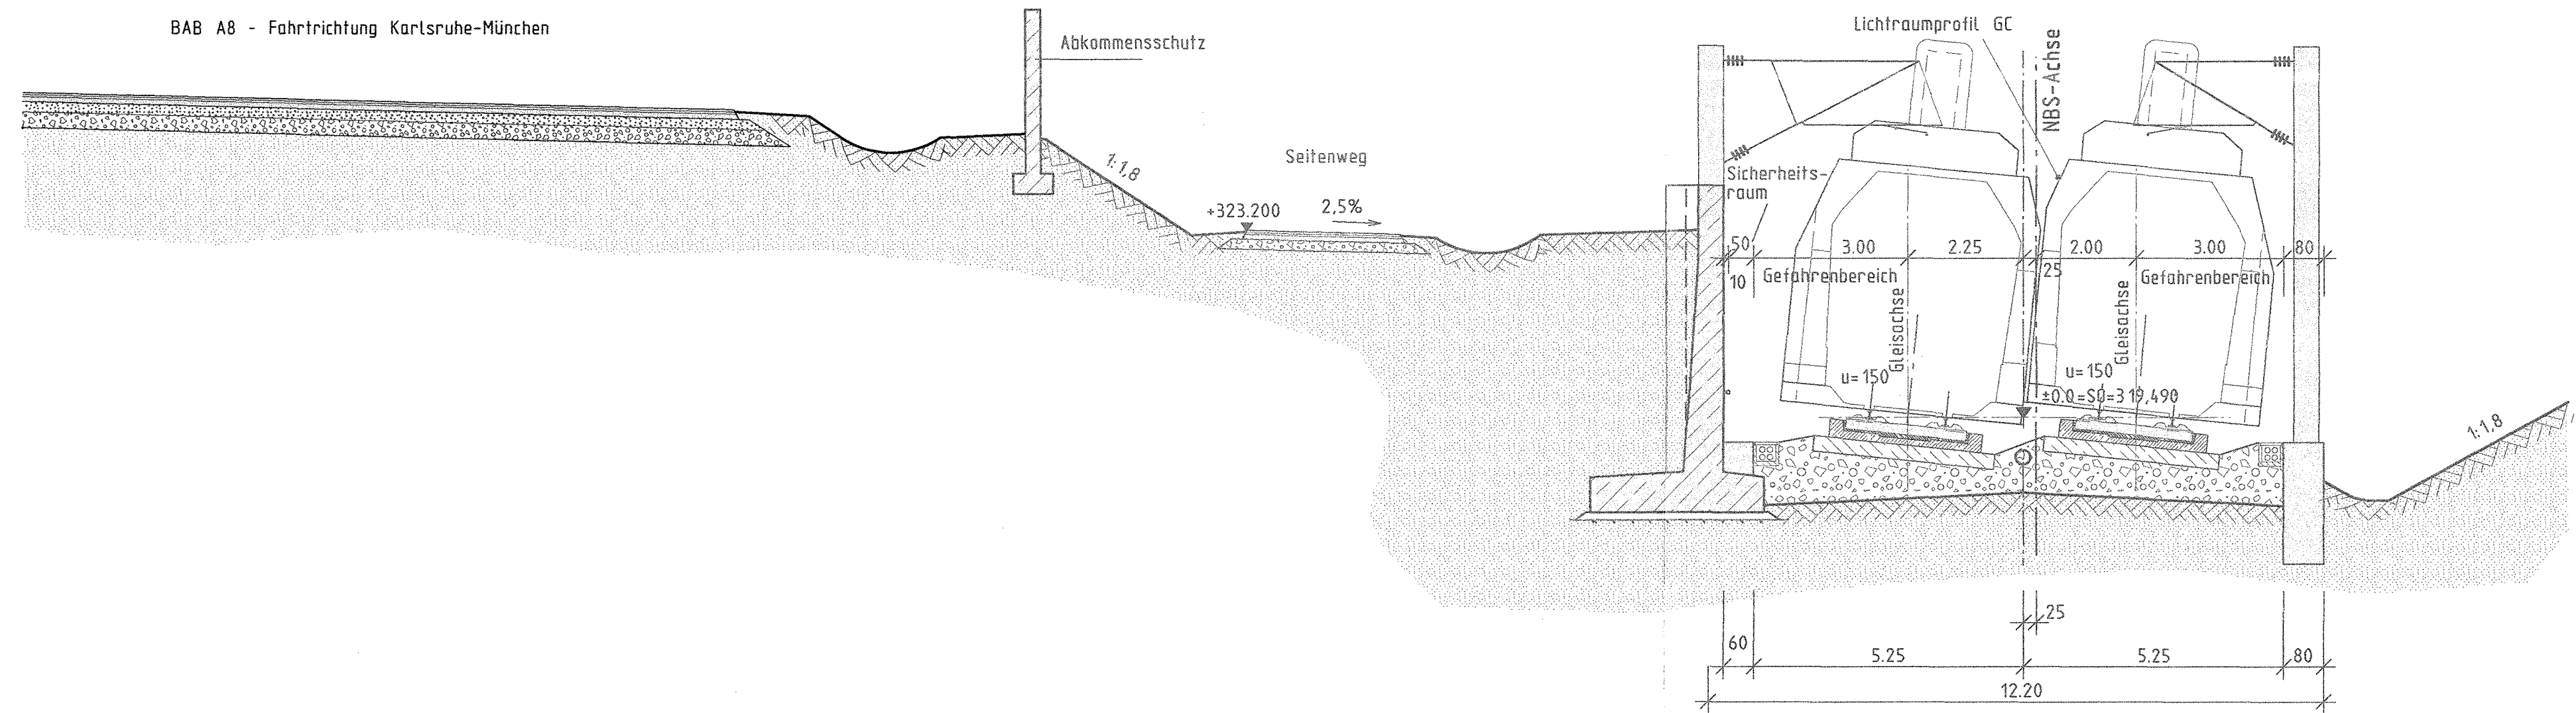 BAB A8 - Fahrtrichtung Karlsruhe-München
Abkommensschutz
Lichtraumprofil GC
NBS-Achse
1:1,8
Seitenweg
+323.200
2,5%
Sicherheits-
raum
50
3.00
2.25
2.00
3.00
80
10
Gefahrenbereich
25
Gefahrenbereich
Gleisachse
Gleisachse
u=150
u=150
±0.0=SO=319,490
1:1,8
25
60
5.25
5.25
80
12.20